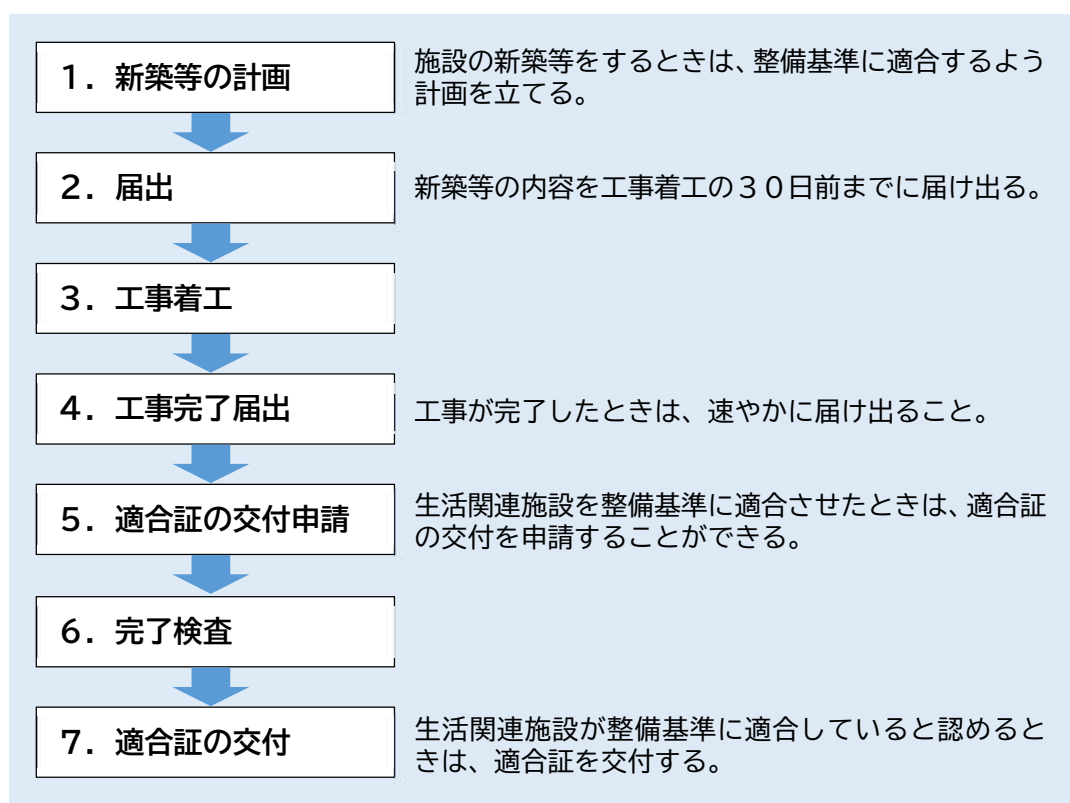 1．新築等の計画
施設の新築等をするときは、整備基準に適合するよう
計画を立てる。
2．届出
新築等の内容を工事着工の３０日前までに届け出る。
3．工事着工
4．工事完了届出
工事が完了したときは、速やかに届け出ること。
5．適合証の交付申請
生活関連施設を整備基準に適合させたときは、適合証
の交付を申請することができる。
6．完了検査
7．適合証の交付
生活関連施設が整備基準に適合していると認めると
きは、適合証を交付する。